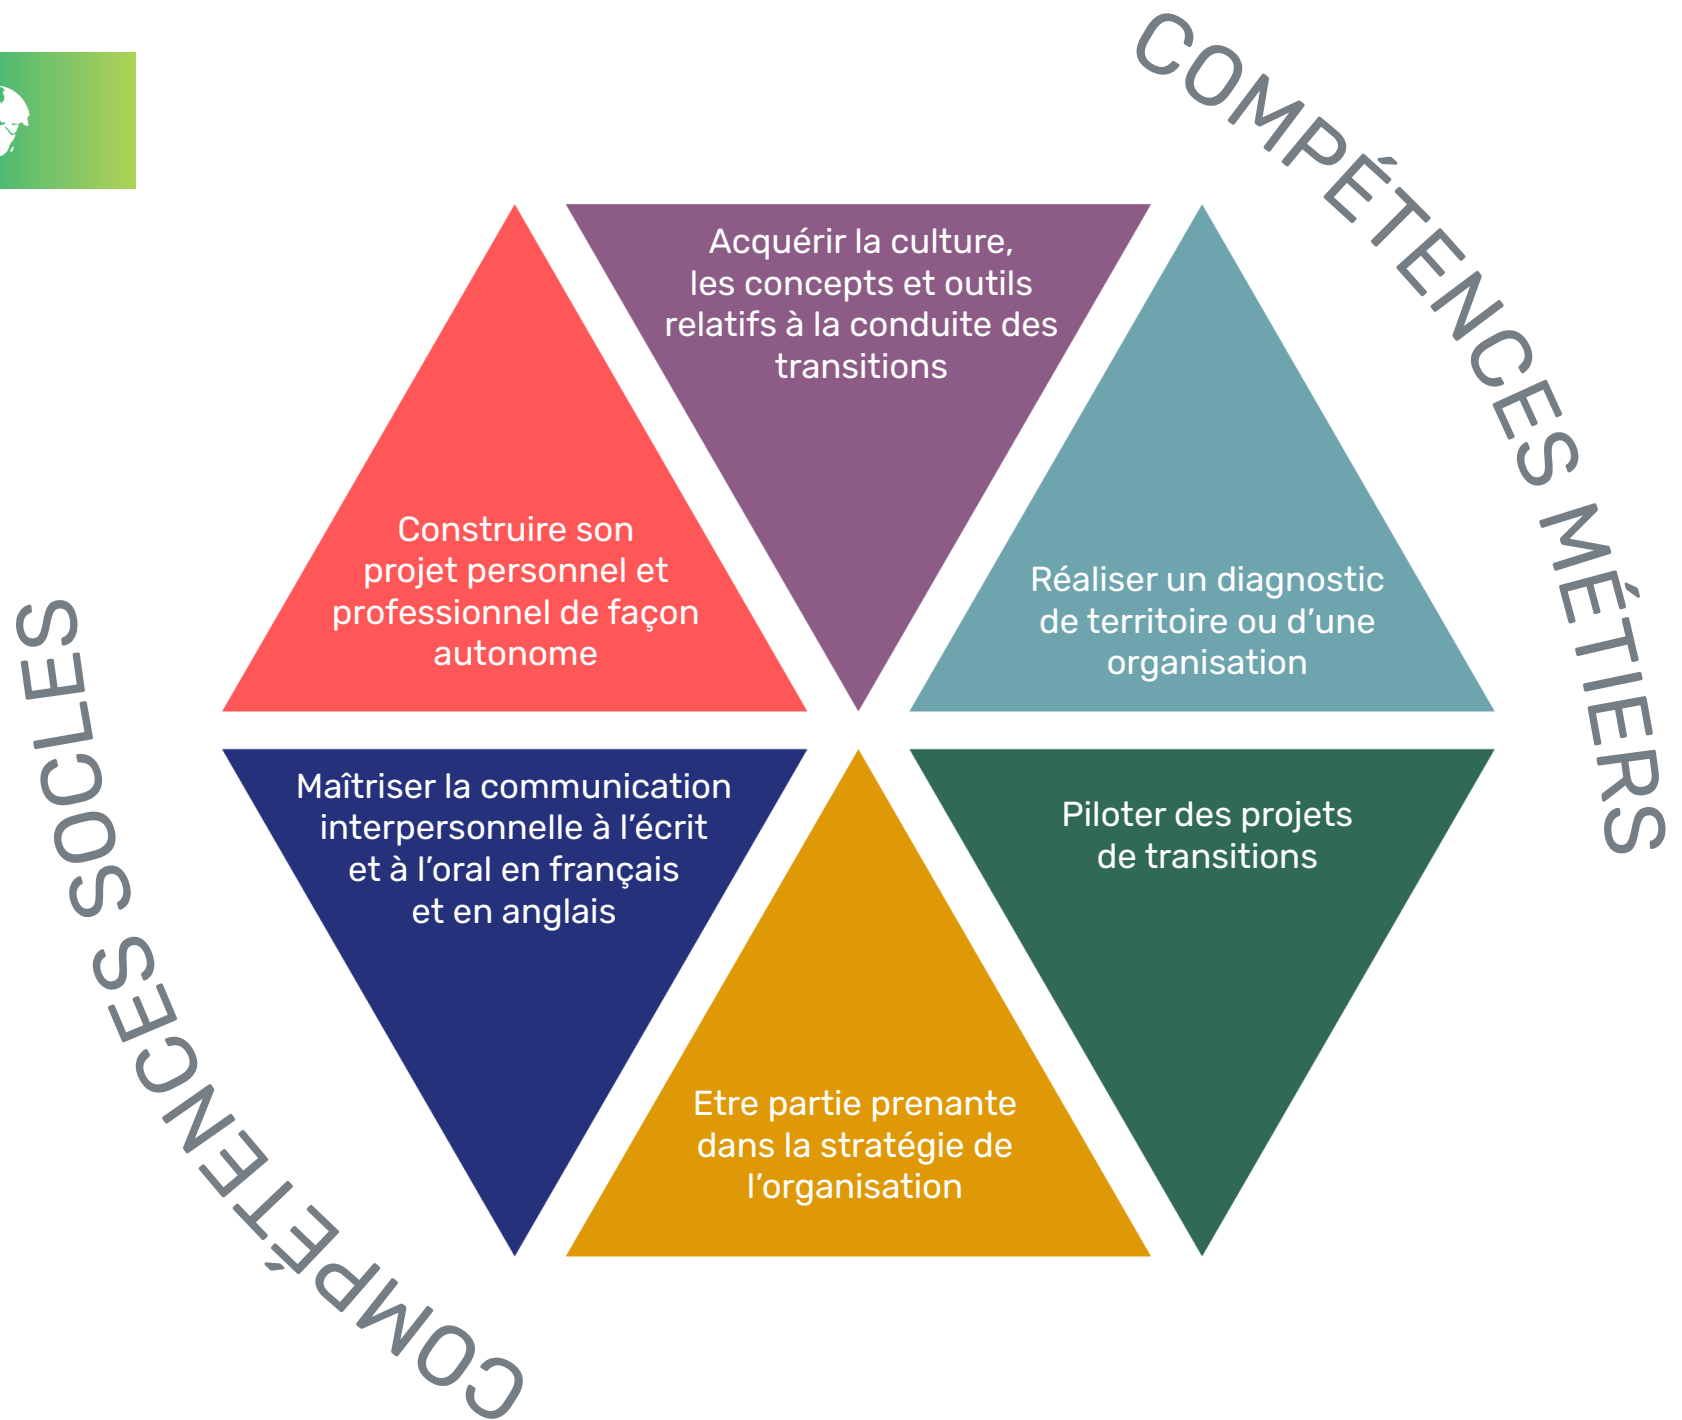 COMPÉTENCES MÉTIERS
Acquérir la culture,
les concepts et outils
relatifs à la conduite des
transitions
Construire son
projet personnel et
professionnel de façon
autonome
Réaliser un diagnostic
de territoire ou d’une
organisation
Maîtriser la communication
interpersonnelle à l’écrit
et à l’oral en français
et en anglais
Piloter des projets
de transitions
Etre partie prenante
dans la stratégie de
l’organisation
COMPÉTENCES SOCLES